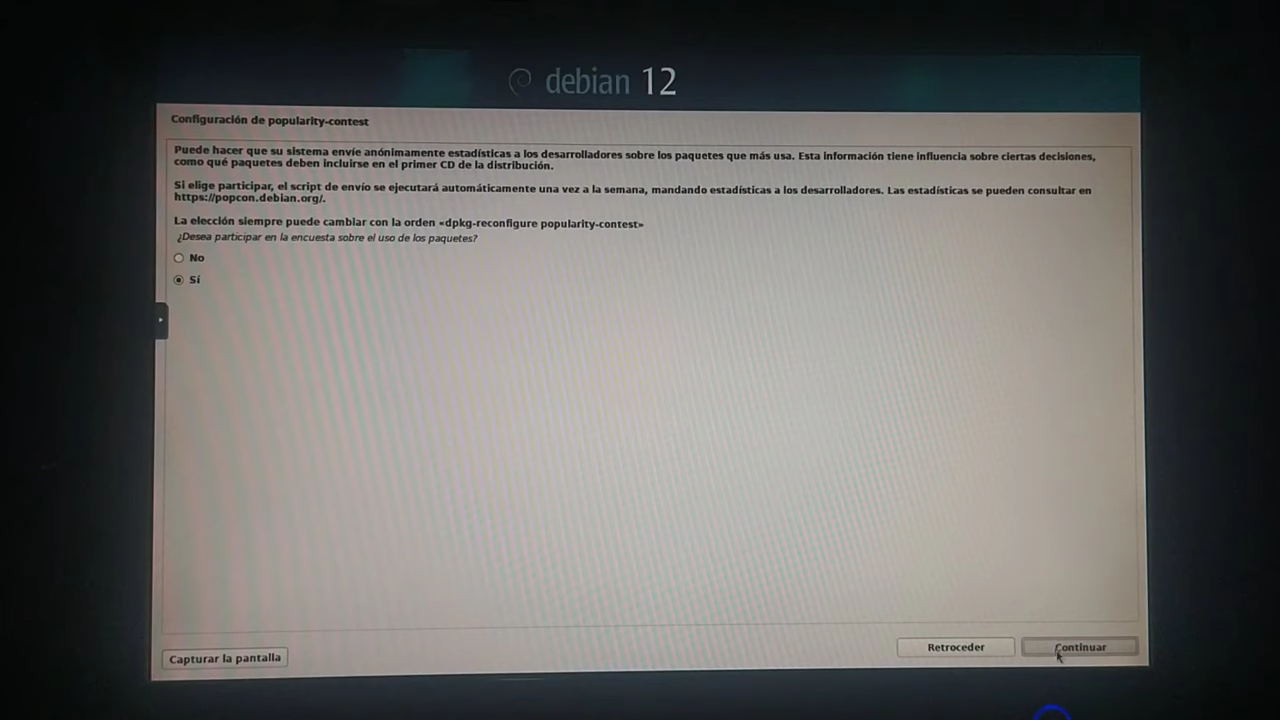 debian 12
Configuración de popularity-contest
Puede hacer que su sistema envíe anónimamente estadísticas a los desarrolladores sobre los paquetes que más usa. Esta información tiene influencia sobre ciertas decisiones,
como qué paquetes deben incluirse en el primer CD de la distribución.
Si elige participar, el script de envío se ejecutará automáticamente una vez a la semana, mandando estadísticas a los desarrolladores. Las estadísticas se pueden consultar en
https://popcon.debian.org/.
La elección siempre puede cambiar con la orden «dpkg-reconfigure popularity-contest»
¿Desea participar en la encuesta sobre el uso de los paquetes?
No
Sí
Capturar la pantalla
Retroceder
Continuar